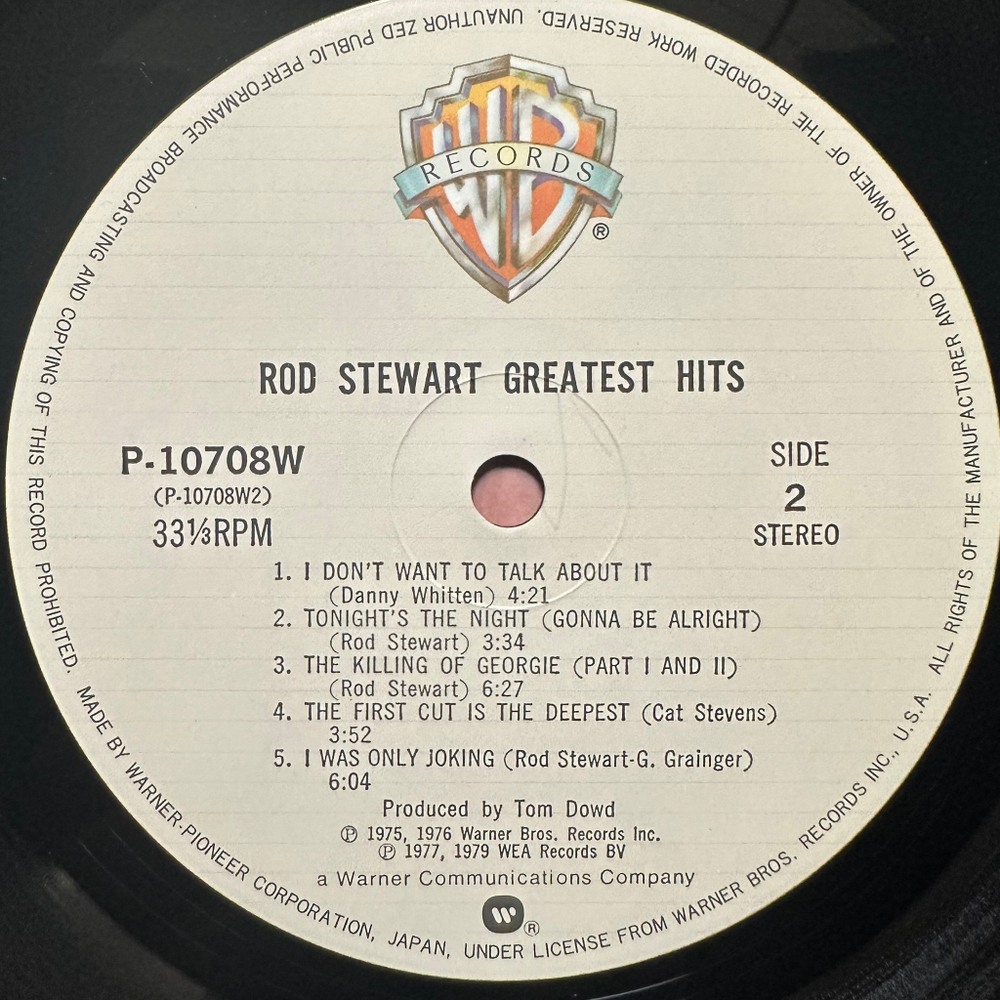 WB
RECORDS
®
ROD STEWART GREATEST HITS
P-10708W
(P-10708W2)
33⅓RPM
SIDE
2
STEREO
1. I DON'T WANT TO TALK ABOUT IT
(Danny Whitten) 4:21
2. TONIGHT'S THE NIGHT (GONNA BE ALRIGHT)
(Rod Stewart) 3:34
3. THE KILLING OF GEORGIE (PART I AND II)
(Rod Stewart) 6:27
4. THE FIRST CUT IS THE DEEPEST (Cat Stevens)
3:52
5. I WAS ONLY JOKING (Rod Stewart-G. Grainger)
6:04
Produced by Tom Dowd
℗ 1975, 1976 Warner Bros. Records Inc.
℗ 1977, 1979 WEA Records BV
a Warner Communications Company
®
MADE BY WARNER-PIONEER CORPORATION, JAPAN, UNDER LICENSE FROM WARNER BROS. RECORDS INC., U.S.A. ALL RIGHTS OF THE MANUFACTURER AND OF THE OWNER OF THE RECORDED WORK RESERVED. UNAUTHOR ZED PUBLIC PERFORMANCE BROADCASTING AND COPYING OF THIS RECORD PROHIBITED.